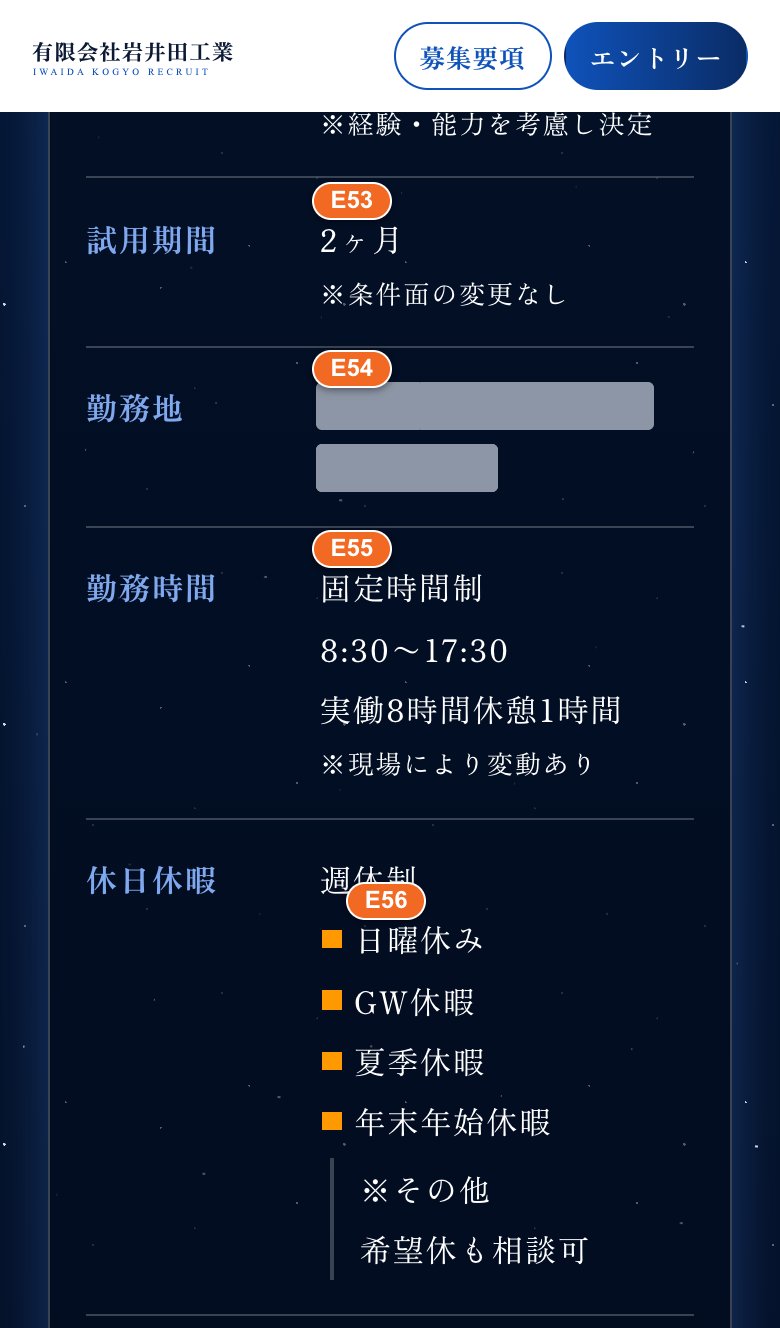 有限会社岩井田工業
IWAIDA KOGYO RECRUIT
募集要項
エントリー
※経験・能力を考慮し決定
E53
試用期間
2ヶ月
※条件面の変更なし
E54
勤務地
E55
勤務時間
固定時間制
8:30〜17:30
実働8時間休憩1時間
※現場により変動あり
休日休暇
週休制
E56
日曜休み
GW休暇
夏季休暇
年末年始休暇
※その他
希望休も相談可